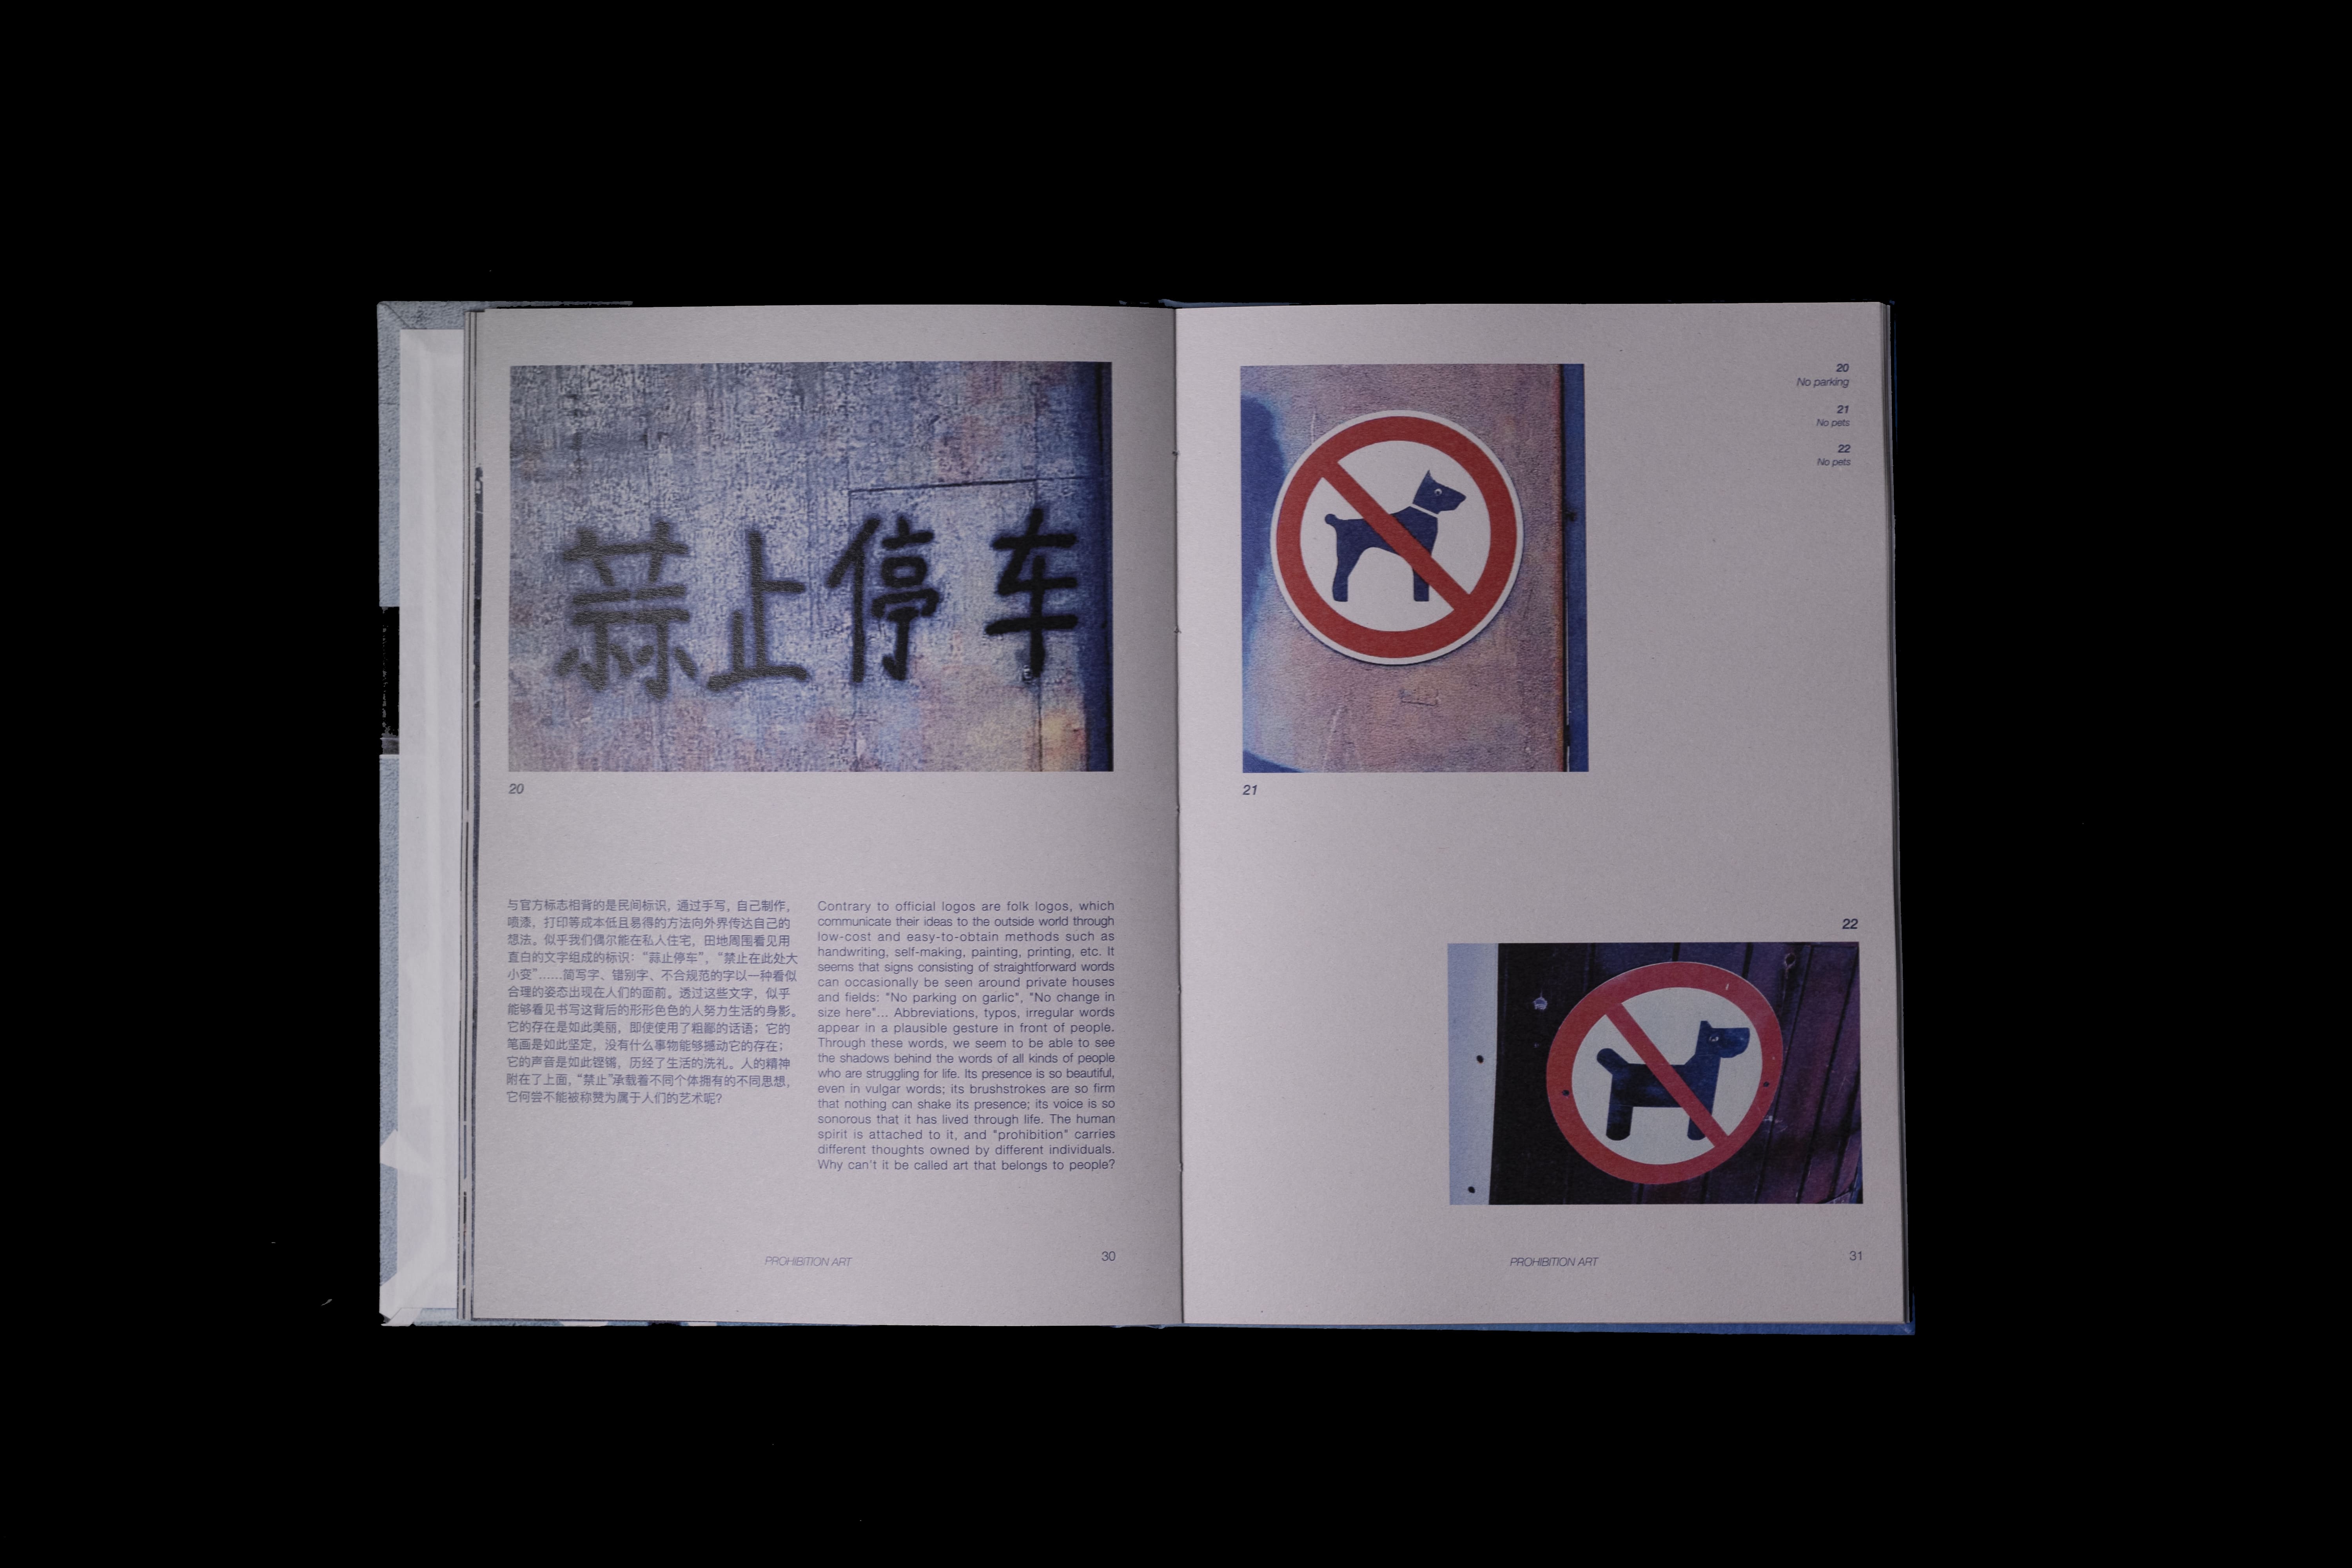 蒜止停车
20
与官方标志相背的是民间标识，通过手写，自己制作，
喷漆，打印等成本低且易得的方法向外界传达自己的
想法。似乎我们偶尔能在私人住宅，田地周围看见用
直白的文字组成的标识：“蒜止停车”，“禁止在此处大
小变”……简写字、错别字、不合规范的字以一种看似
合理的姿态出现在人们的面前。透过这些文字，似乎
能够看见书写这背后的形形色色的人努力生活的身影。
它的存在是如此美丽，即使使用了粗鄙的话语；它的
笔画是如此坚定，没有什么事物能够撼动它的存在；
它的声音是如此铿锵，历经了生活的洗礼。人的精神
附在了上面，“禁止”承载着不同个体拥有的不同思想，
它何尝不能被称赞为属于人们的艺术呢?
Contrary to official logos are folk logos, which
communicate their ideas to the outside world through
low-cost and easy-to-obtain methods such as
handwriting, self-making, painting, printing, etc. It
seems that signs consisting of straightforward words
can occasionally be seen around private houses
and fields: "No parking on garlic", "No change in
size here"... Abbreviations, typos, irregular words
appear in a plausible gesture in front of people.
Through these words, we seem to be able to see
the shadows behind the words of all kinds of people
who are struggling for life. Its presence is so beautiful,
even in vulgar words; its brushstrokes are so firm
that nothing can shake its presence; its voice is so
sonorous that it has lived through life. The human
spirit is attached to it, and "prohibition" carries
different thoughts owned by different individuals.
Why can't it be called art that belongs to people?
PROHIBITION ART
30
20
No parking
21
No pets
22
No pets
21
22
PROHIBITION ART
31